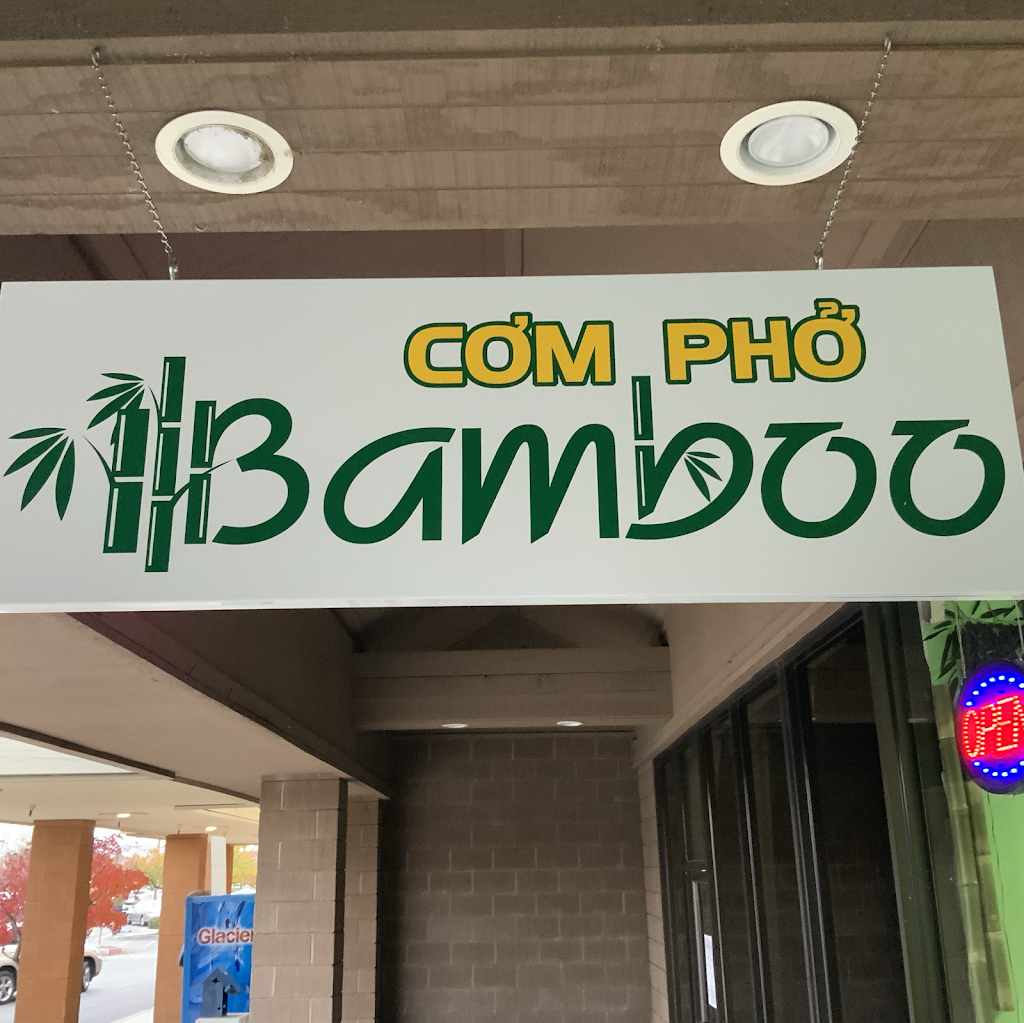 CƠM PHỞ
Bamboo
OPEN
Glacier